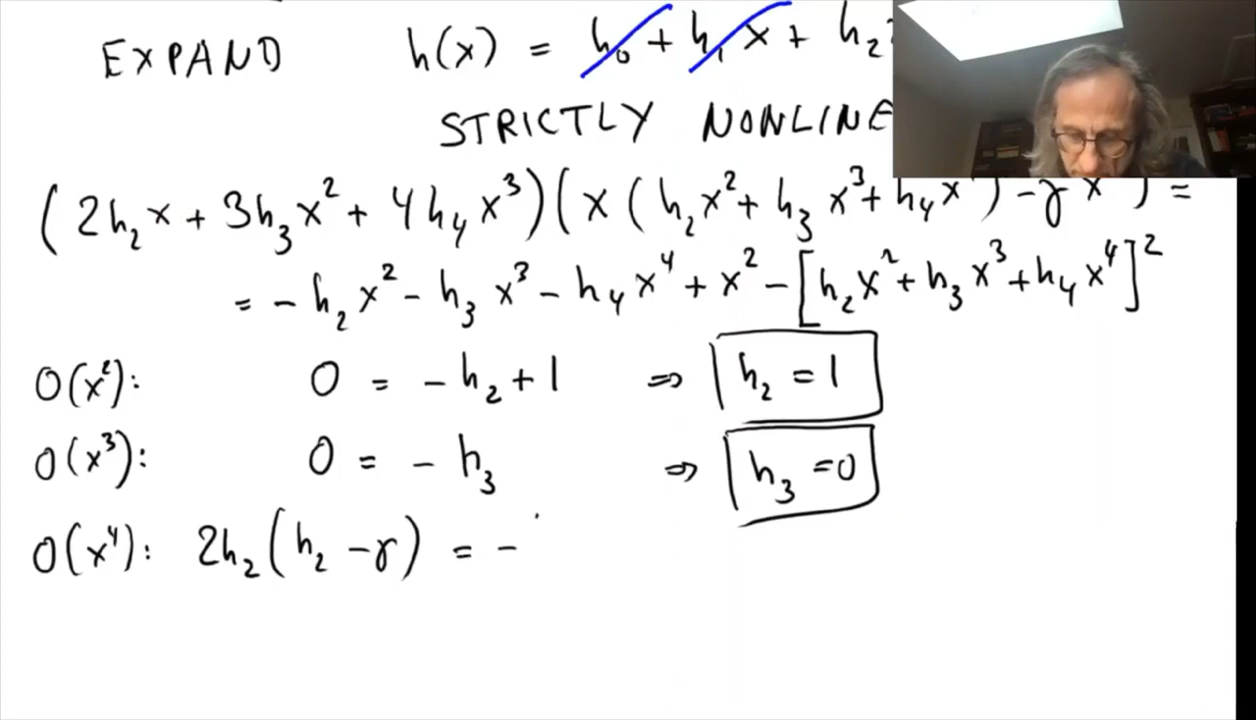 EXPAND h(x) = h₀ + h₁ x + h₂
STRICTLY NONLINE
(2h₂x + 3h₃x² + 4h₄x³)(x(h₂x² + h₃x³ + h₄x ) - γx ) =
= - h₂x² - h₃x³ - h₄x⁴ + x² - [h₂x² + h₃x³ + h₄x⁴]²
O(x²): 0 = - h₂ + 1 ⇒ h₂ = 1
O(x³): 0 = - h₃ ⇒ h₃ = 0
O(x⁴): 2h₂(h₂ - γ) = -